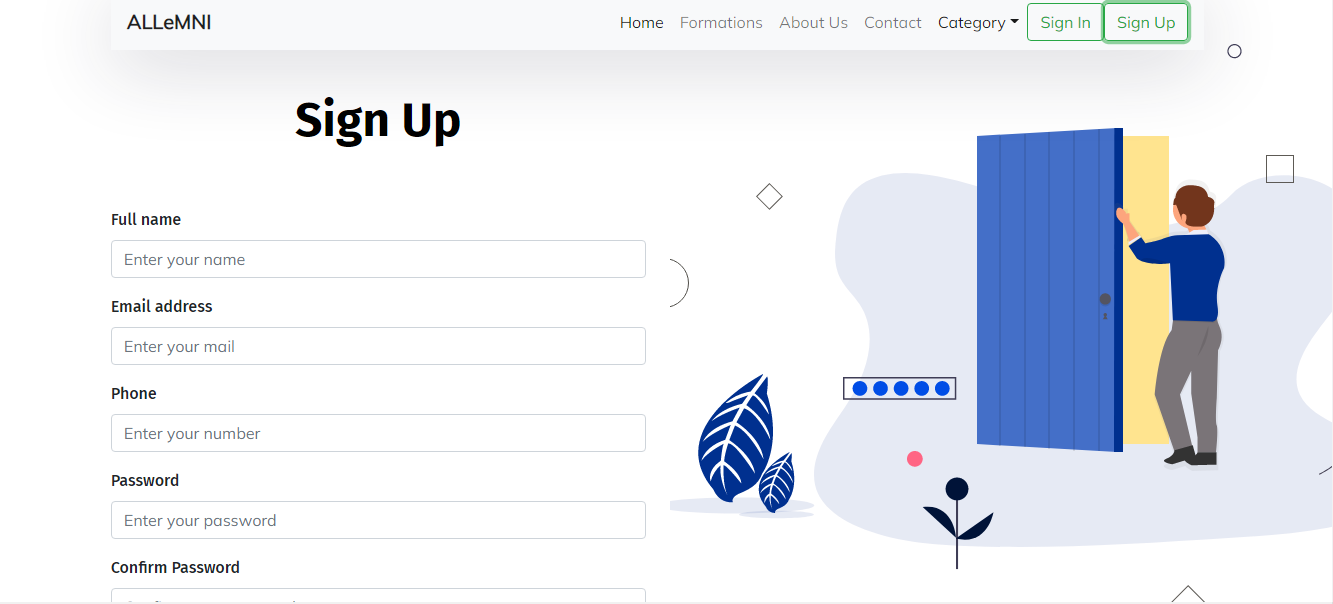 ALLeMNI Home Formations About Us Contact Category Sign In Sign Up
Sign Up
Full name
Enter your name
Email address
Enter your mail
Phone
Enter your number
Password
Enter your password
Confirm Password